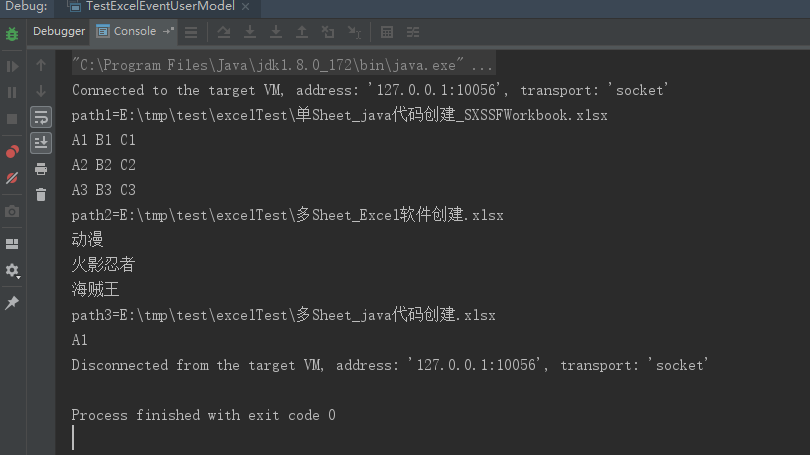 Debug: TestExcelEventUserModel
Debugger Console
"C:\Program Files\Java\jdk1.8.0_172\bin\java.exe" ...
Connected to the target VM, address: '127.0.0.1:10056', transport: 'socket'
path1=E:\tmp\test\excelTest\单Sheet_java代码创建_SXSSFWorkbook.xlsx
A1 B1 C1
A2 B2 C2
A3 B3 C3
path2=E:\tmp\test\excelTest\多Sheet_Excel软件创建.xlsx
动漫
火影忍者
海贼王
path3=E:\tmp\test\excelTest\多Sheet_java代码创建.xlsx
A1
Disconnected from the target VM, address: '127.0.0.1:10056', transport: 'socket'
Process finished with exit code 0